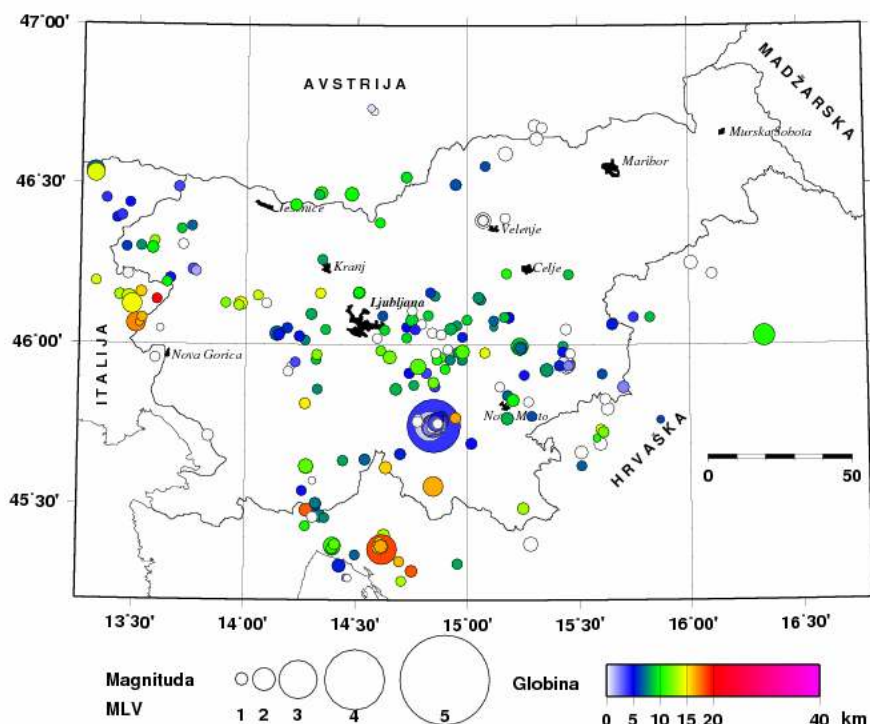 47°00'
AVSTRIJA
MADŽARSKA
Murska Sobota
46°30'
Maribor
Jesenice
Velenje
Kranj
Celje
Ljubljana
46°00'
ITALIJA
Nova Gorica
Novo Mesto
HRVAŠKA
0 50
45°30'
13°30' 14°00' 14°30' 15°00' 15°30' 16°00' 16°30'
Magnituda
MLV
1 2 3 4 5
Globina
0 5 10 15 20 40 km